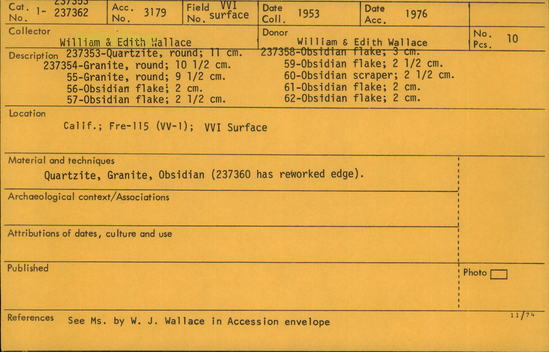 Cat. No. 1- 237353 237362 Acc. No. 3179 Field No. VVI surface Date Coll. 1953 Date Acc. 1976
Collector William & Edith Wallace Donor William & Edith Wallace No. Pcs. 10
Description 237353-Quartzite, round; 11 cm. 237358-Obsidian flake; 3 cm.
237354-Granite, round; 10 1/2 cm. 59-Obsidian flake; 2 1/2 cm.
55-Granite, round; 9 1/2 cm. 60-Obsidian scraper; 2 1/2 cm.
56-Obsidian flake; 2 cm. 61-Obsidian flake; 2 cm.
57-Obsidian flake; 2 1/2 cm. 62-Obsidian flake; 2 cm.
Location
Calif.; Fre-115 (VV-1); VVI Surface
Material and techniques
Quartzite, Granite, Obsidian (237360 has reworked edge).
Archaeological context/Associations
Attributions of dates, culture and use
Published Photo
References See Ms. by W. J. Wallace in Accession envelope 11/74